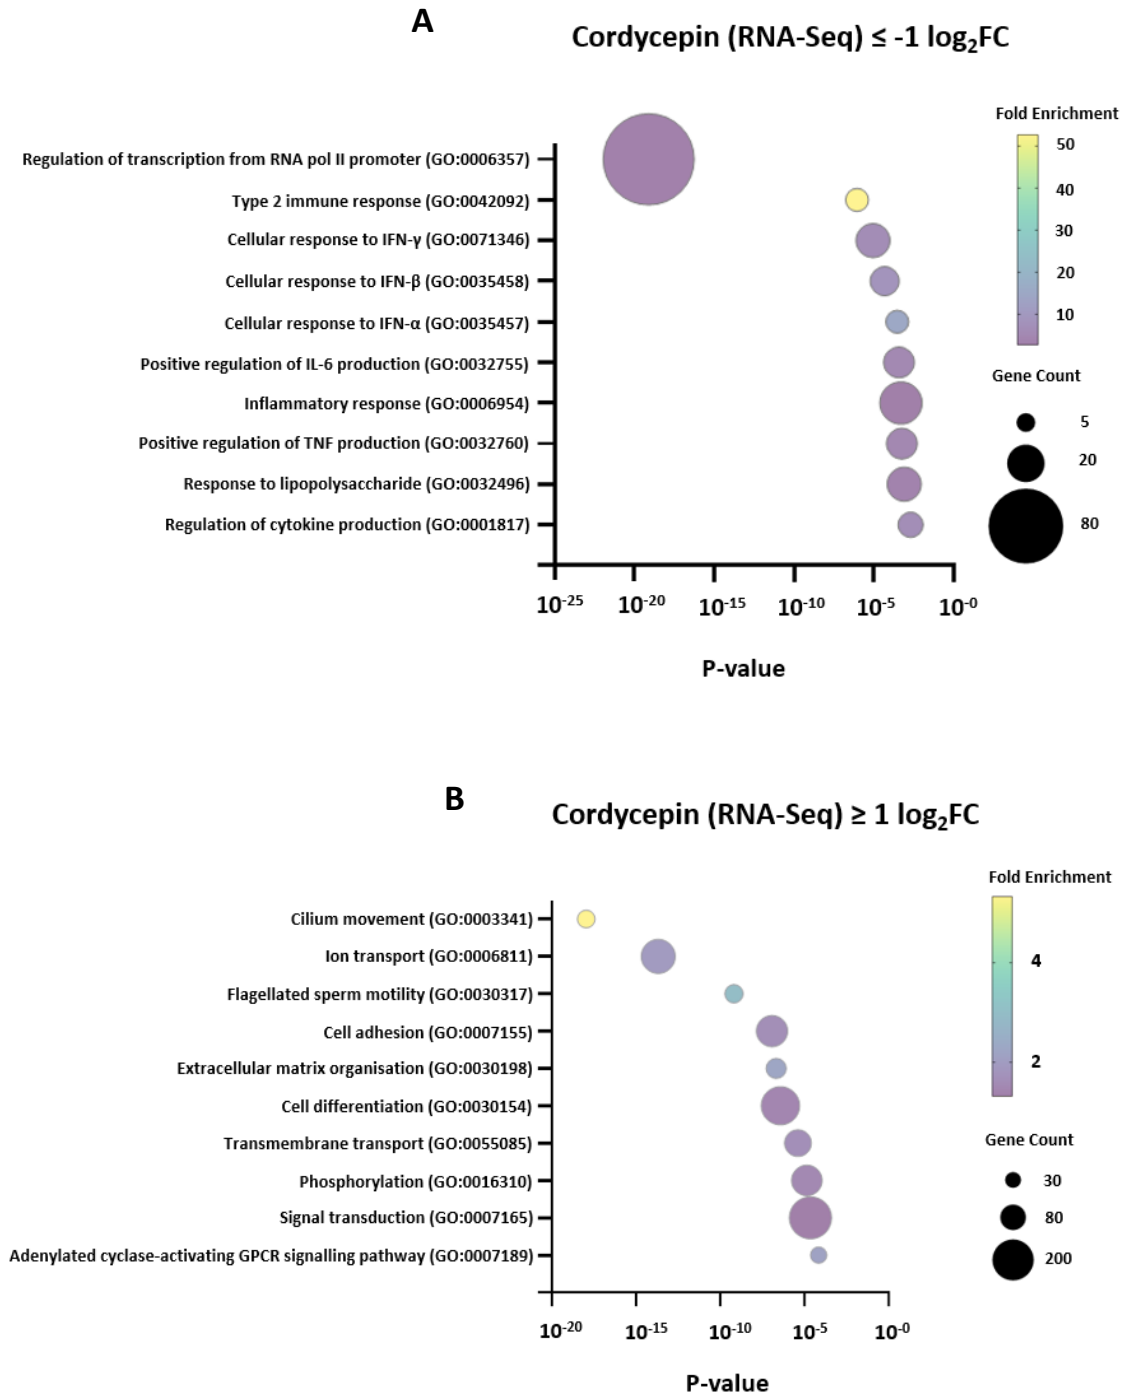 A
Cordycepin (RNA-Seq) ≤ -1 log₂FC
Fold Enrichment
50
40
30
20
10
Gene Count
5
20
80
Regulation of transcription from RNA pol II promoter (GO:0006357)
Type 2 immune response (GO:0042092)
Cellular response to IFN-γ (GO:0071346)
Cellular response to IFN-β (GO:0035458)
Cellular response to IFN-α (GO:0035457)
Positive regulation of IL-6 production (GO:0032755)
Inflammatory response (GO:0006954)
Positive regulation of TNF production (GO:0032760)
Response to lipopolysaccharide (GO:0032496)
Regulation of cytokine production (GO:0001817)
10⁻²⁵ 10⁻²⁰ 10⁻¹⁵ 10⁻¹⁰ 10⁻⁵ 10⁻⁰
P-value
B
Cordycepin (RNA-Seq) ≥ 1 log₂FC
Fold Enrichment
4
2
Gene Count
30
80
200
Cilium movement (GO:0003341)
Ion transport (GO:0006811)
Flagellated sperm motility (GO:0030317)
Cell adhesion (GO:0007155)
Extracellular matrix organisation (GO:0030198)
Cell differentiation (GO:0030154)
Transmembrane transport (GO:0055085)
Phosphorylation (GO:0016310)
Signal transduction (GO:0007165)
Adenylated cyclase-activating GPCR signalling pathway (GO:0007189)
10⁻²⁰ 10⁻¹⁵ 10⁻¹⁰ 10⁻⁵ 10⁻⁰
P-value